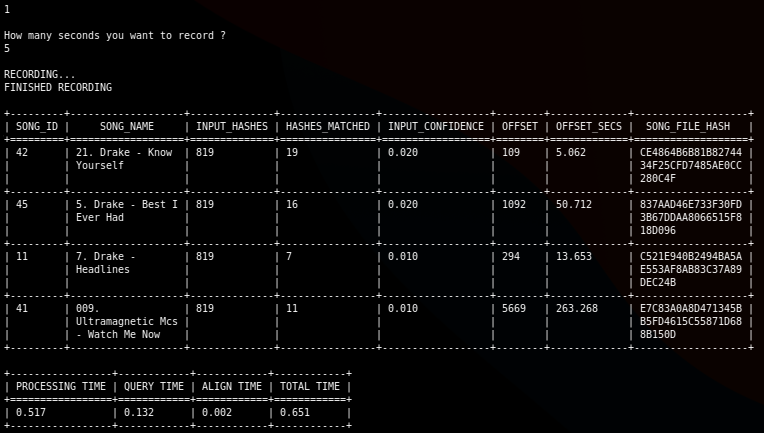 1
How many seconds you want to record ?
5
RECORDING...
FINISHED RECORDING
+---------+-------------------+--------------+----------------+------------------+--------+-------------+-------------------+
| SONG_ID |     SONG_NAME     | INPUT_HASHES | HASHES_MATCHED | INPUT_CONFIDENCE | OFFSET | OFFSET_SECS |  SONG_FILE_HASH   |
+=========+===================+==============+================+==================+========+=============+===================+
| 42      | 21. Drake - Know  | 819          | 19             | 0.020            | 109    | 5.062       | CE4864B6B81B82744 |
|         | Yourself          |              |                |                  |        |             | 34F25CFD7485AE0CC |
|         |                   |              |                |                  |        |             | 280C4F            |
+---------+-------------------+--------------+----------------+------------------+--------+-------------+-------------------+
| 45      | 5. Drake - Best I | 819          | 16             | 0.020            | 1092   | 50.712      | 837AAD46E733F30FD |
|         | Ever Had          |              |                |                  |        |             | 3B67DDAA8066515F8 |
|         |                   |              |                |                  |        |             | 18D096            |
+---------+-------------------+--------------+----------------+------------------+--------+-------------+-------------------+
| 11      | 7. Drake -        | 819          | 7              | 0.010            | 294    | 13.653      | C521E940B2494BA5A |
|         | Headlines         |              |                |                  |        |             | E553AF8AB83C37A89 |
|         |                   |              |                |                  |        |             | DEC24B            |
+---------+-------------------+--------------+----------------+------------------+--------+-------------+-------------------+
| 41      | 009.              | 819          | 11             | 0.010            | 5669   | 263.268     | E7C83A0A8D471345B |
|         | Ultramagnetic Mcs |              |                |                  |        |             | B5FD4615C55871D68 |
|         | - Watch Me Now    |              |                |                  |        |             | 8B150D            |
+---------+-------------------+--------------+----------------+------------------+--------+-------------+-------------------+
+-----------------+------------+------------+------------+
| PROCESSING TIME | QUERY TIME | ALIGN TIME | TOTAL TIME |
+=================+============+============+============+
| 0.517           | 0.132      | 0.002      | 0.651      |
+-----------------+------------+------------+------------+